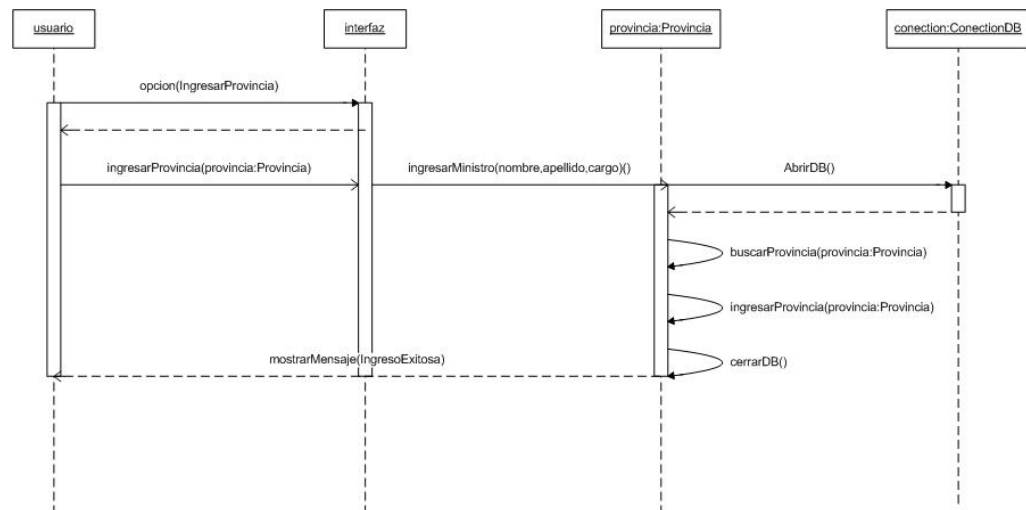 usuario
interfaz
provincia:Provincia
conection:ConectionDB
opcion(IngresarProvincia)
ingresarProvincia(provincia:Provincia)
ingresarMinistro(nombre,apellido,cargo)()
AbrirDB()
buscarProvincia(provincia:Provincia)
ingresarProvincia(provincia:Provincia)
mostrarMensaje(IngresoExitosa)
cerrarDB()